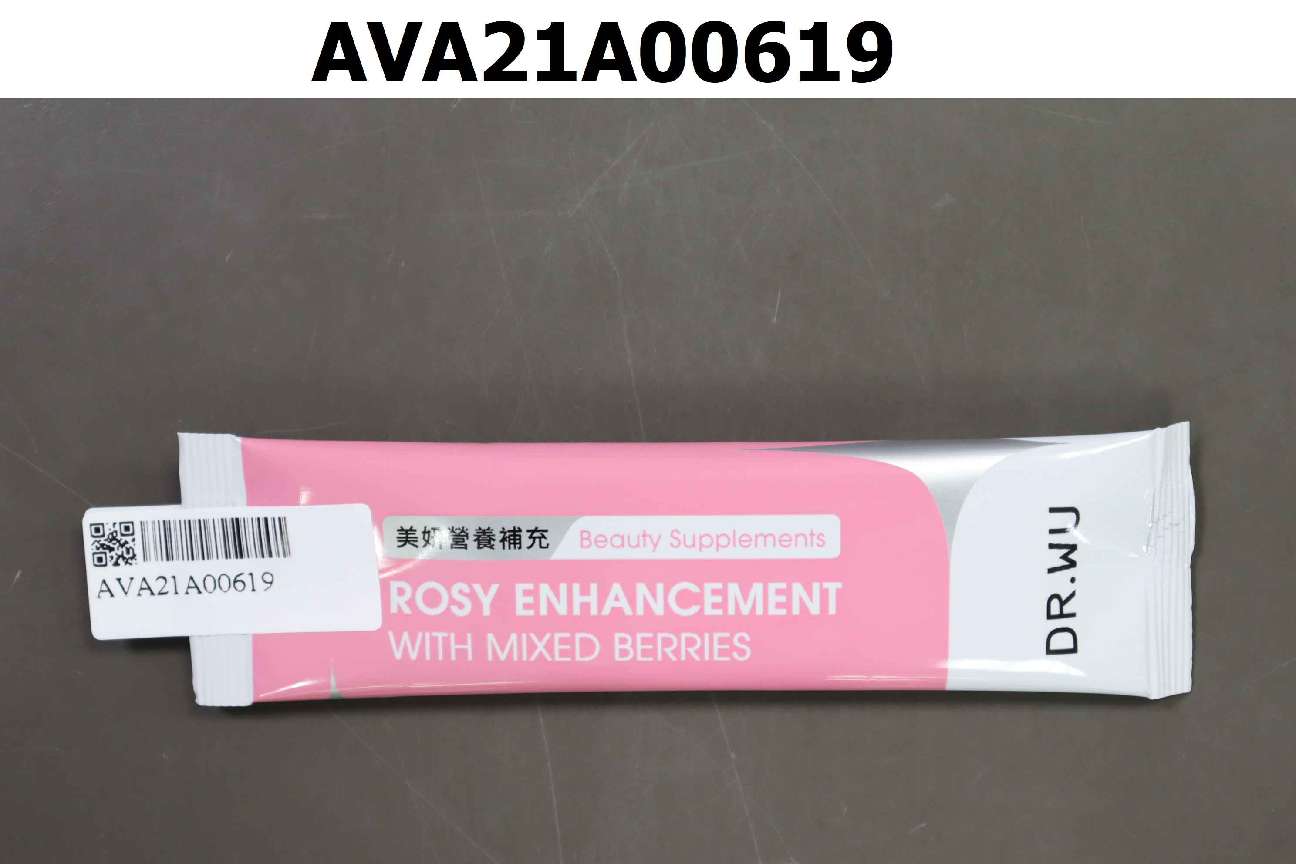 AVA21A00619
AVA21A00619
美妍營養補充 Beauty Supplements
ROSY ENHANCEMENT
WITH MIXED BERRIES
DR.WU